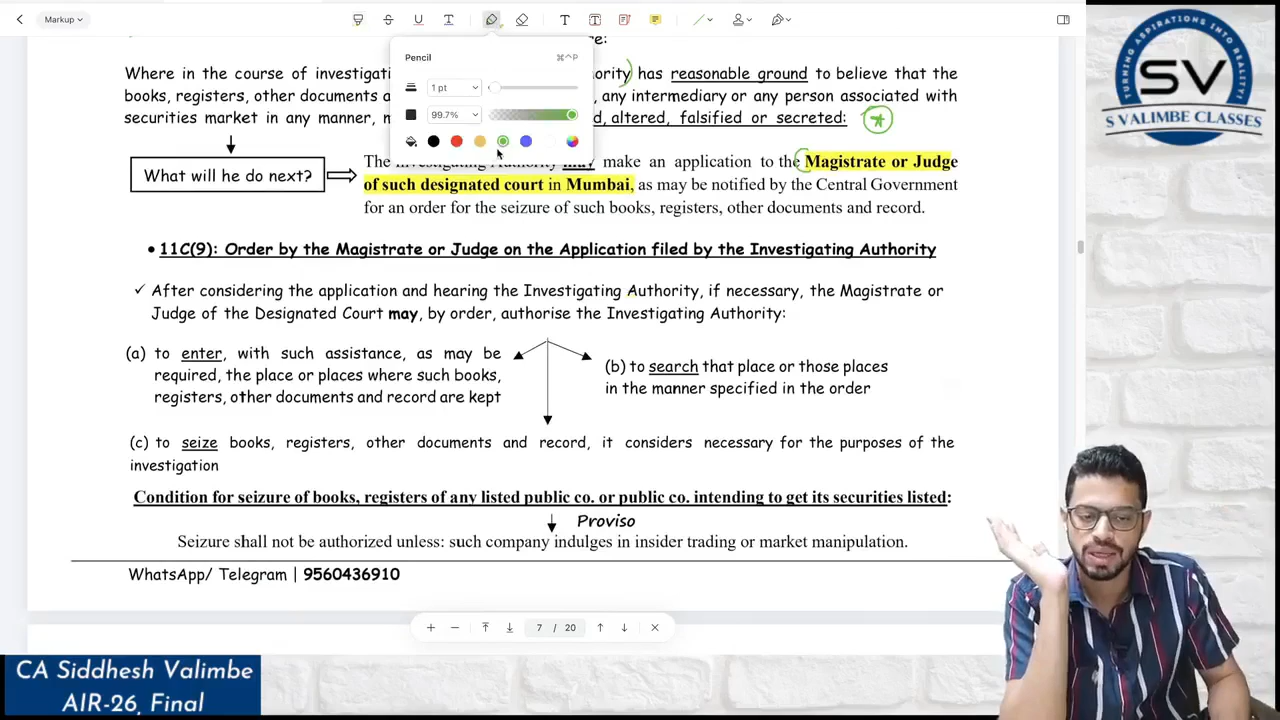 Markup
TURNING ASPIRATIONS INTO REALITY!
SV
S VALIMBE CLASSES
re:
Pencil
⌘^P
1 pt
99.7%
Where in the course of investigati
ority) has reasonable ground to believe that the
books, registers, other documents a
, any intermediary or any person associated with
securities market in any manner, m
d, altered, falsified or secreted:
What will he do next?
The Investigating Authority may make an application to the Magistrate or Judge
of such designated court in Mumbai, as may be notified by the Central Government
for an order for the seizure of such books, registers, other documents and record.
• 11C(9): Order by the Magistrate or Judge on the Application filed by the Investigating Authority
✓ After considering the application and hearing the Investigating Authority, if necessary, the Magistrate or
Judge of the Designated Court may, by order, authorise the Investigating Authority:
(a) to enter, with such assistance, as may be
required, the place or places where such books,
registers, other documents and record are kept
(b) to search that place or those places
in the manner specified in the order
(c) to seize books, registers, other documents and record, it considers necessary for the purposes of the
investigation
Condition for seizure of books, registers of any listed public co. or public co. intending to get its securities listed:
Proviso
Seizure shall not be authorized unless: such company indulges in insider trading or market manipulation.
WhatsApp/ Telegram | 9560436910
7 / 20
CA Siddhesh Valimbe
AIR-26, Final